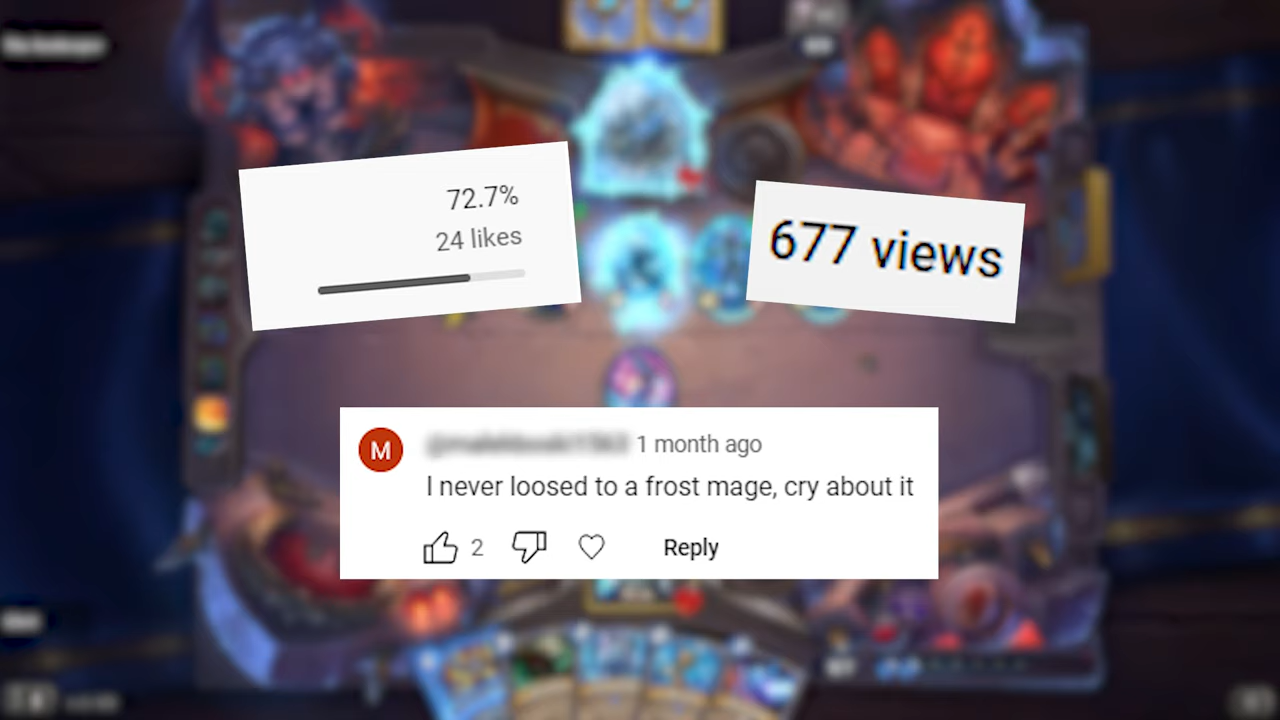 72.7%
24 likes
677 views
M
1 month ago
I never loosed to a frost mage, cry about it
2
Reply